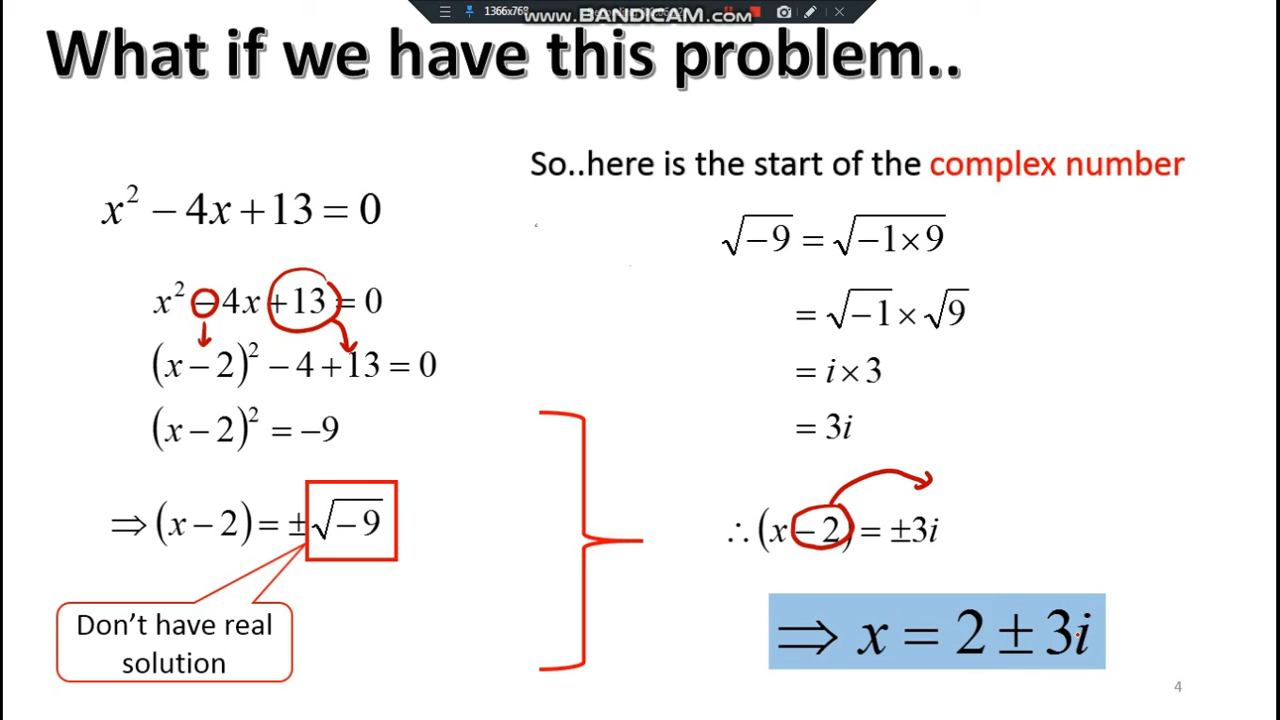 1366x768
www.BANDICAM.com
What if we have this problem..
So..here is the start of the complex number
x² − 4x + 13 = 0
x² − 4x + 13 = 0
(x − 2)² − 4 + 13 = 0
(x − 2)² = −9
⇒ (x − 2) = ±√−9
Don’t have real
solution
√−9 = √−1×9
= √−1 × √9
= i × 3
= 3i
∴ (x − 2) = ±3i
⇒ x = 2 ± 3i
4